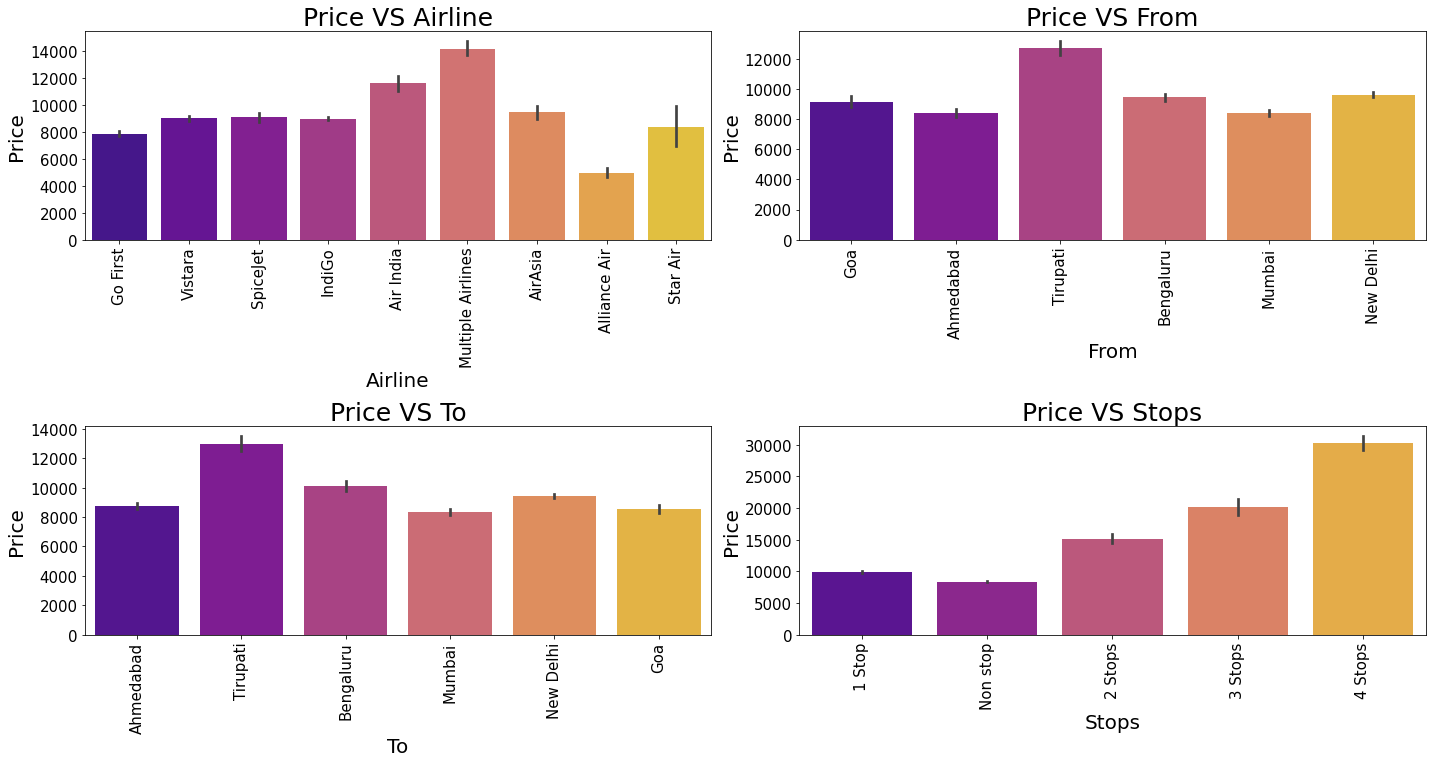 Price VS Airline
Price
14000
12000
10000
8000
6000
4000
2000
0
Go First
Vistara
SpiceJet
IndiGo
Air India
Multiple Airlines
AirAsia
Alliance Air
Star Air
Airline
Price VS From
Price
12000
10000
8000
6000
4000
2000
0
Goa
Ahmedabad
Tirupati
Bengaluru
Mumbai
New Delhi
From
Price VS To
Price
14000
12000
10000
8000
6000
4000
2000
0
Ahmedabad
Tirupati
Bengaluru
Mumbai
New Delhi
Goa
To
Price VS Stops
Price
30000
25000
20000
15000
10000
5000
0
1 Stop
Non stop
2 Stops
3 Stops
4 Stops
Stops